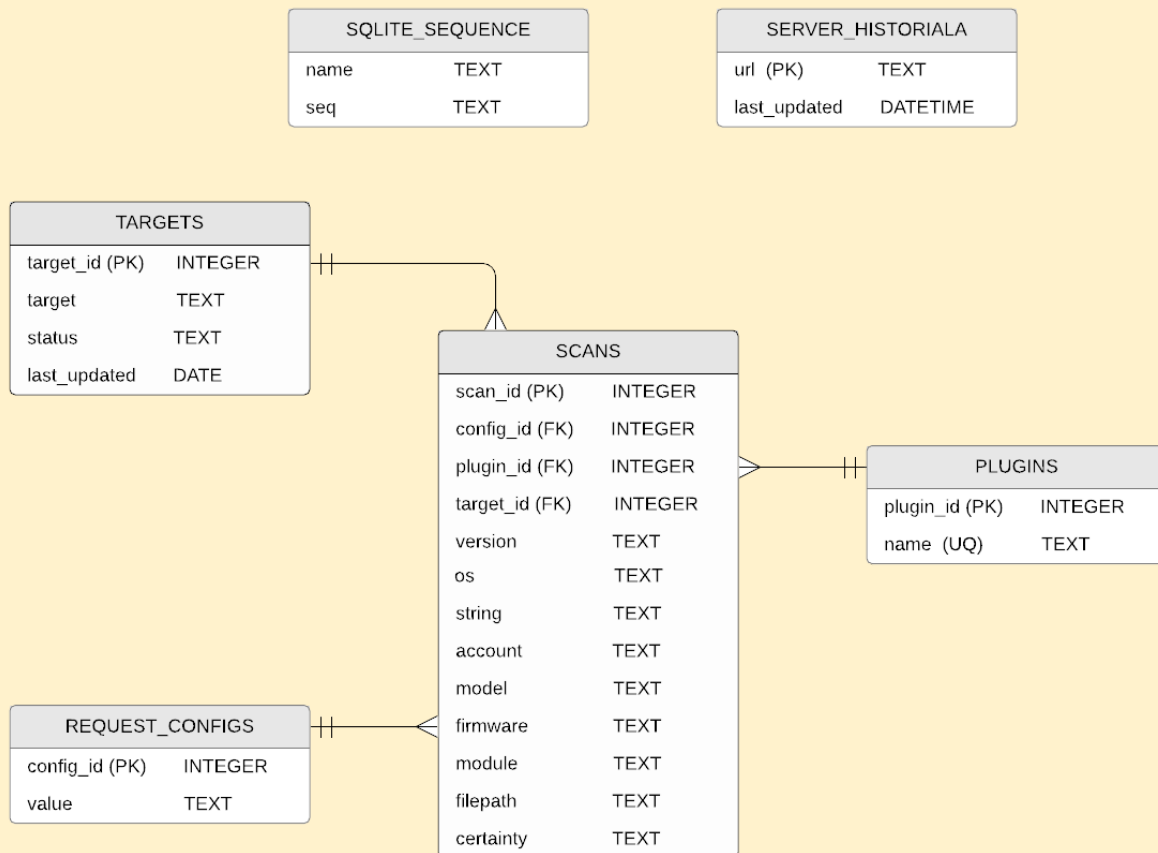 SQLITE_SEQUENCE
name TEXT
seq TEXT
SERVER_HISTORIALA
url (PK) TEXT
last_updated DATETIME
TARGETS
target_id (PK) INTEGER
target TEXT
status TEXT
last_updated DATE
SCANS
scan_id (PK) INTEGER
config_id (FK) INTEGER
plugin_id (FK) INTEGER
target_id (FK) INTEGER
version TEXT
os TEXT
string TEXT
account TEXT
model TEXT
firmware TEXT
module TEXT
filepath TEXT
certainty TEXT
PLUGINS
plugin_id (PK) INTEGER
name (UQ) TEXT
REQUEST_CONFIGS
config_id (PK) INTEGER
value TEXT